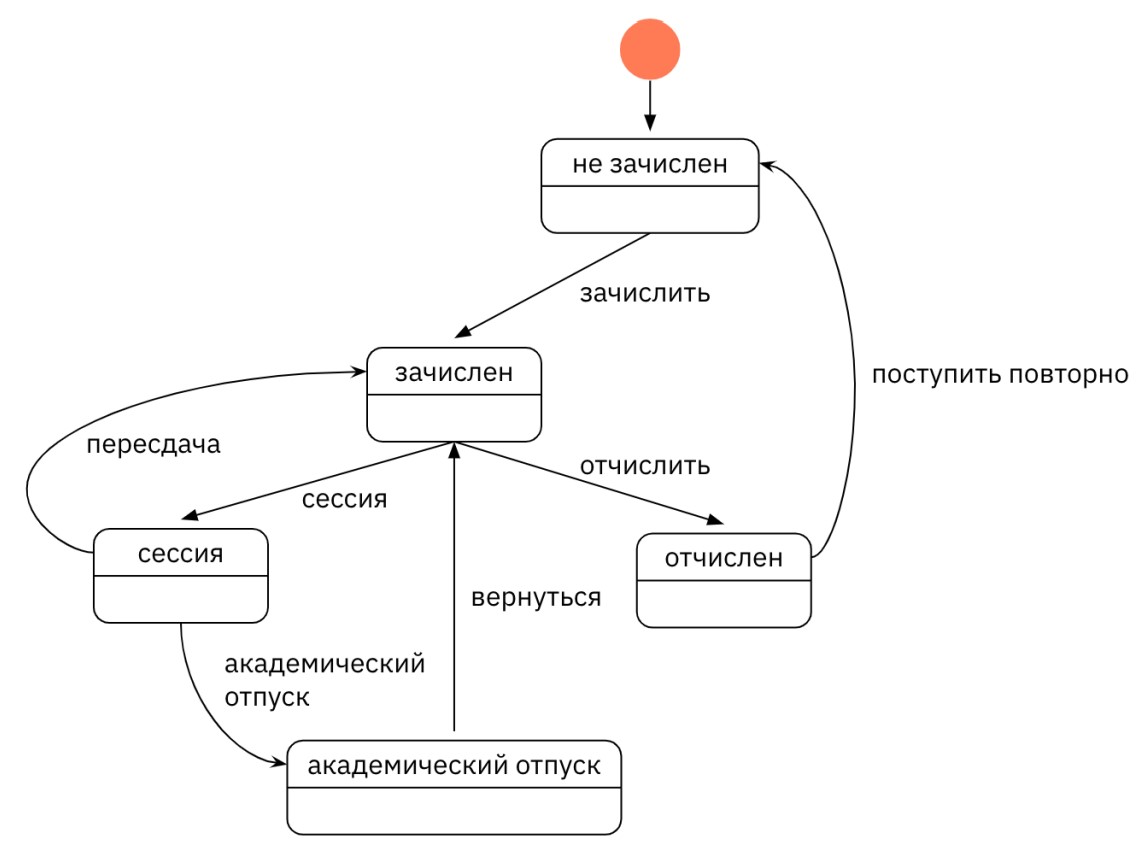 не зачислен
зачислить
зачислен
поступить повторно
пересдача
отчислить
сессия
сессия
отчислен
вернуться
академический
отпуск
академический отпуск